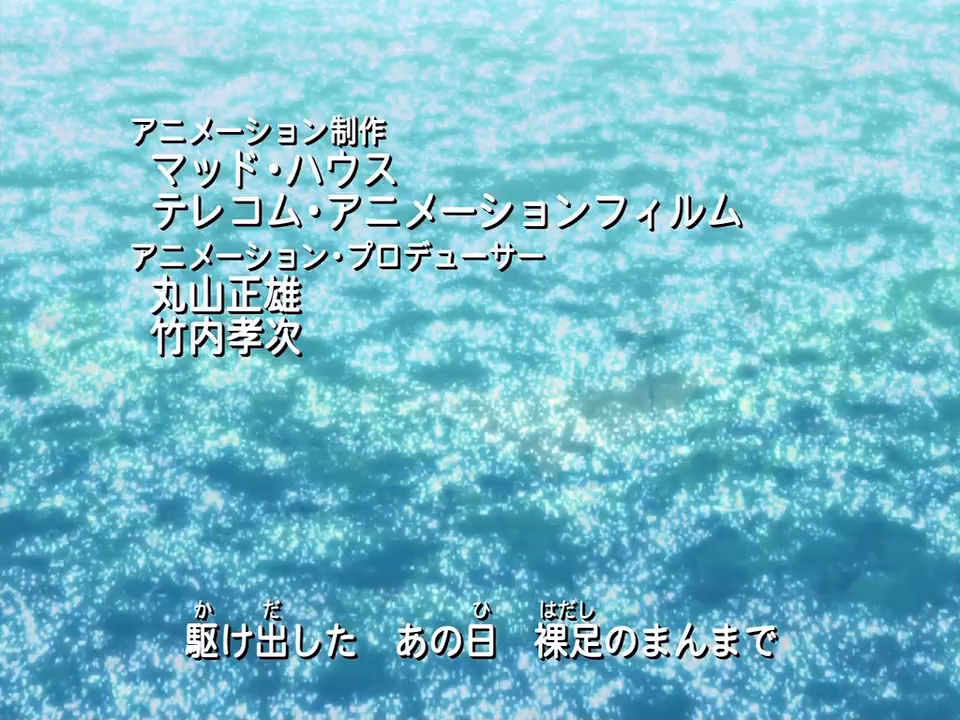 アニメーション制作
マッド・ハウス
テレコム・アニメーションフィルム
アニメーション・プロデューサー
丸山正雄
竹内孝次
か だ ひ はだし
駆け出した あの日 裸足のまんまで